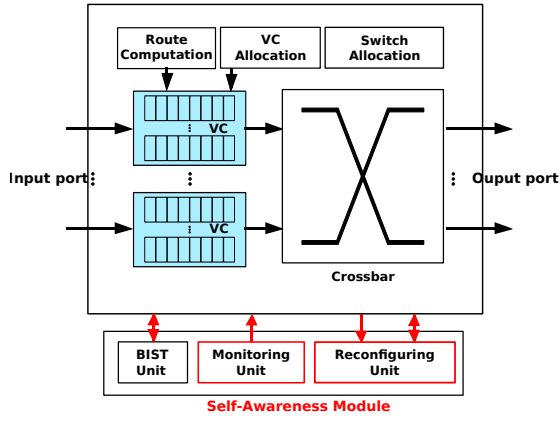 Route
Computation
VC
Allocation
Switch
Allocation
VC
Input port
Ouput port
VC
Crossbar
BIST
Unit
Monitoring
Unit
Reconfiguring
Unit
Self-Awareness Module